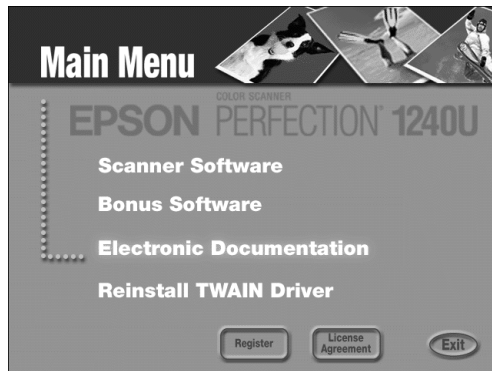 Main Menu
COLOR SCANNER
EPSON PERFECTION 1240U
Scanner Software
Bonus Software
Electronic Documentation
Reinstall TWAIN Driver
Register
License
Agreement
Exit